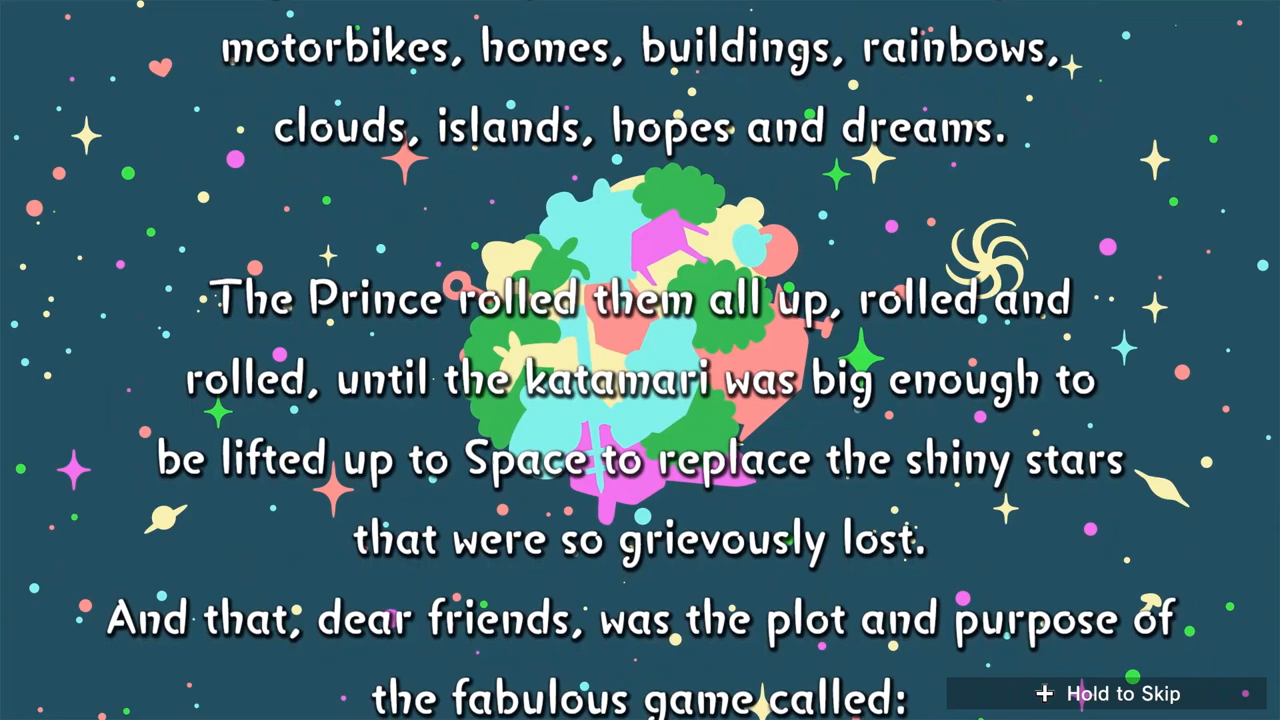 motorbikes, homes, buildings, rainbows,
clouds, islands, hopes and dreams.
The Prince rolled them all up, rolled and
rolled, until the katamari was big enough to
be lifted up to Space to replace the shiny stars
that were so grievously lost.
And that, dear friends, was the plot and purpose of
the fabulous game called:
Hold to Skip